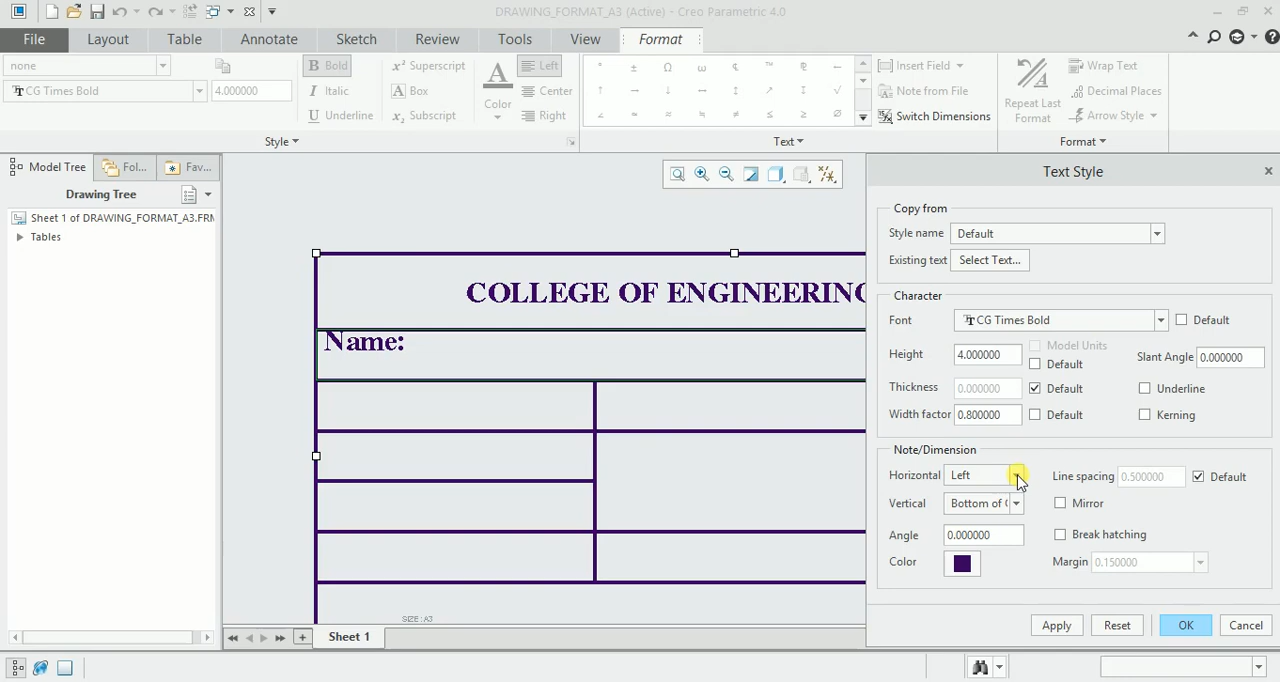 DRAWING_FORMAT_A3 (Active) - Creo Parametric 4.0
File Layout Table Annotate Sketch Review Tools View Format
none
CG Times Bold 4.000000
B Bold
I Italic
U Underline
Superscript
Box
Subscript
Color
Left
Center
Right
Style
Text
Insert Field
Note from File
Switch Dimensions
Repeat Last
Format
Wrap Text
Decimal Places
Arrow Style
Format
Model Tree Fol... Fav...
Drawing Tree
Sheet 1 of DRAWING_FORMAT_A3.FRM
Tables
COLLEGE OF ENGINEERING
Name:
SIZE : A3
Sheet 1
Text Style
Copy from
Style name Default
Existing text Select Text...
Character
Font CG Times Bold Default
Height 4.000000 Model Units Slant Angle 0.000000
Default
Thickness 0.000000 Default Underline
Width factor 0.800000 Default Kerning
Note/Dimension
Horizontal Left Line spacing 0.500000 Default
Vertical Bottom of Mirror
Angle 0.000000 Break hatching
Color Margin 0.150000
Apply Reset OK Cancel